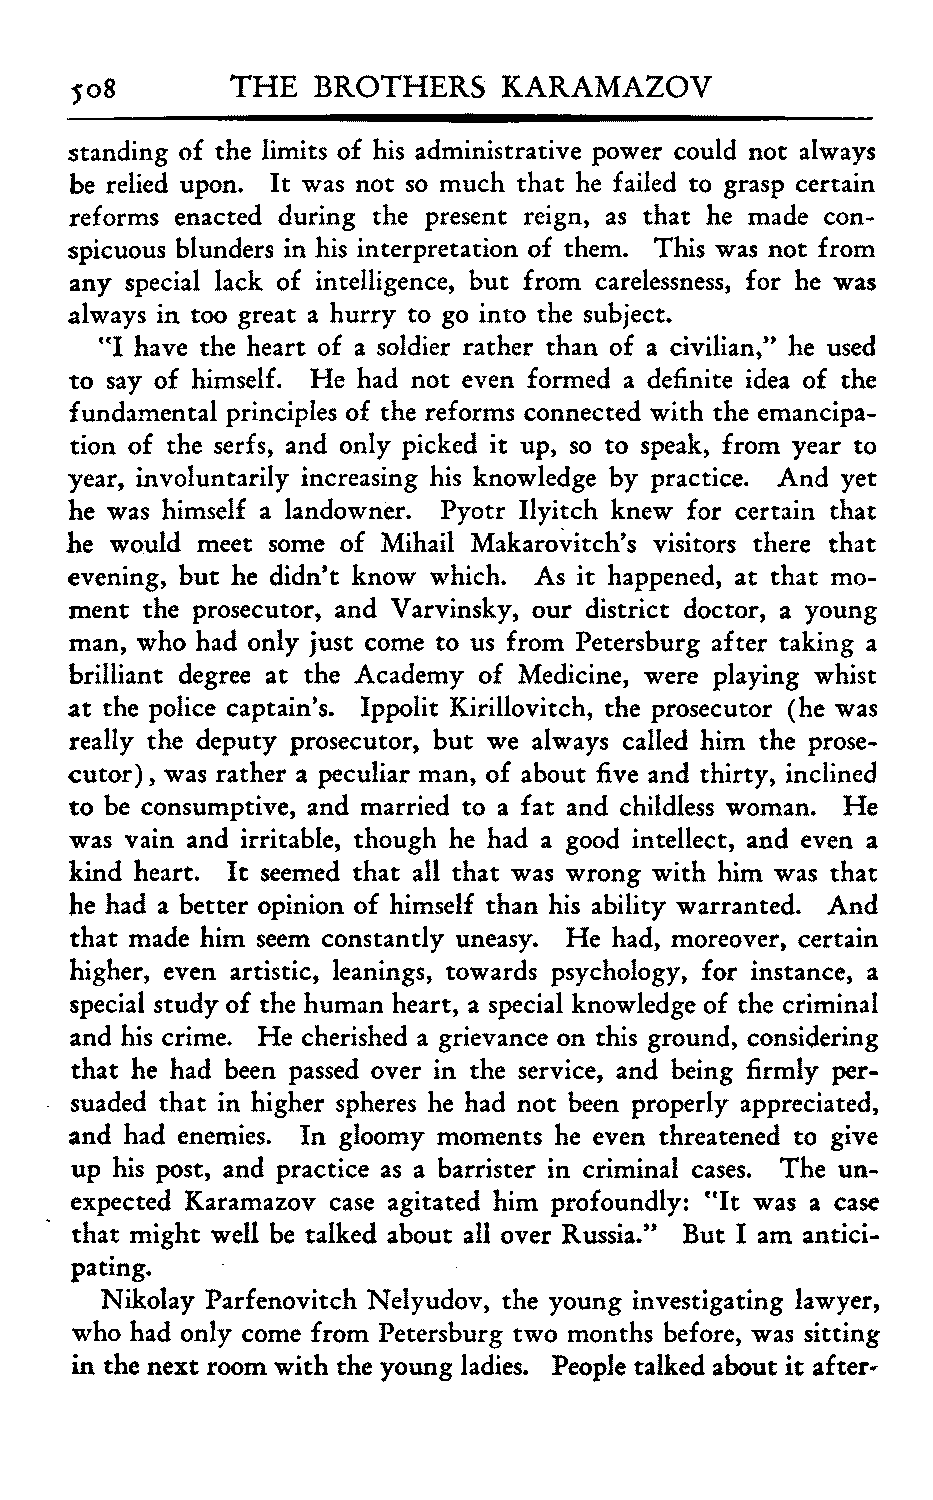 508 THE BROTHERS KARAMAZOV
standing of the limits of his administrative power could not always
be relied upon. It was not so much that he failed to grasp certain
reforms enacted during the present reign, as that he made con-
spicuous blunders in his interpretation of them. This was not from
any special lack of intelligence, but from carelessness, for he was
always in too great a hurry to go into the subject.
"I have the heart of a soldier rather than of a civilian," he used
to say of himself. He had not even formed a definite idea of the
fundamental principles of the reforms connected with the emancipa-
tion of the serfs, and only picked it up, so to speak, from year to
year, involuntarily increasing his knowledge by practice. And yet
he was himself a landowner. Pyotr Ilyitch knew for certain that
he would meet some of Mihail Makarovitch's visitors there that
evening, but he didn't know which. As it happened, at that mo-
ment the prosecutor, and Varvinsky, our district doctor, a young
man, who had only just come to us from Petersburg after taking a
brilliant degree at the Academy of Medicine, were playing whist
at the police captain's. Ippolit Kirillovitch, the prosecutor (he was
really the deputy prosecutor, but we always called him the prose-
cutor), was rather a peculiar man, of about five and thirty, inclined
to be consumptive, and married to a fat and childless woman. He
was vain and irritable, though he had a good intellect, and even a
kind heart. It seemed that all that was wrong with him was that
he had a better opinion of himself than his ability warranted. And
that made him seem constantly uneasy. He had, moreover, certain
higher, even artistic, leanings, towards psychology, for instance, a
special study of the human heart, a special knowledge of the criminal
and his crime. He cherished a grievance on this ground, considering
that he had been passed over in the service, and being firmly per-
suaded that in higher spheres he had not been properly appreciated,
and had enemies. In gloomy moments he even threatened to give
up his post, and practice as a barrister in criminal cases. The un-
expected Karamazov case agitated him profoundly: "It was a case
that might well be talked about all over Russia." But I am antici-
pating.
Nikolay Parfenovitch Nelyudov, the young investigating lawyer,
who had only come from Petersburg two months before, was sitting
in the next room with the young ladies. People talked about it after-